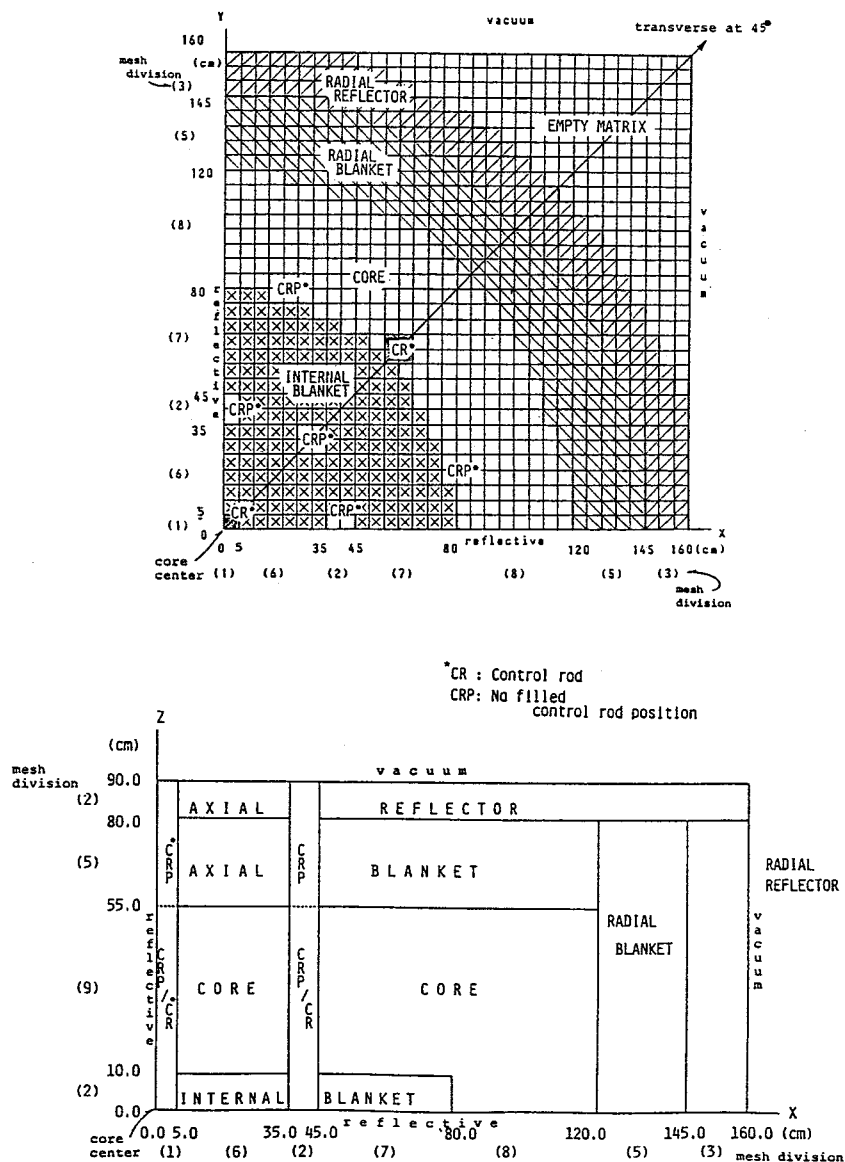 Y
vacuum
transverse at 45°
160
(cm)
mesh
division
(3)
145
RADIAL
REFLECTOR
EMPTY MATRIX
(5)
RADIAL
BLANKET
120
(8)
vacuum
CORE
80
CRP*
reflective
(7)
CR*
INTERNAL
BLANKET
45
(2)
CRP*
35
CRP*
CRP*
(6)
5
CR*
CRP*
(1)
0
X
reflective
0 5 35 45 80 120 145 160(cm)
core
center
(1) (6) (2) (7) (8) (5) (3)
mesh
division
*CR : Control rod
CRP: Na filled
control rod position
Z
(cm)
mesh
division
vacuum
90.0
(2)
AXIAL REFLECTOR
80.0
CRP*
CRP
(5)
AXIAL BLANKET
RADIAL
REFLECTOR
55.0
reflective
RADIAL
BLANKET
vacuum
CRP/CR*
CRP/CR
(9)
CORE CORE
10.0
(2)
INTERNAL BLANKET
0.0
X
reflective
core
center
0.0 5.0 35.0 45.0 80.0 120.0 145.0 160.0 (cm)
(1) (6) (2) (7) (8) (5) (3) mesh division